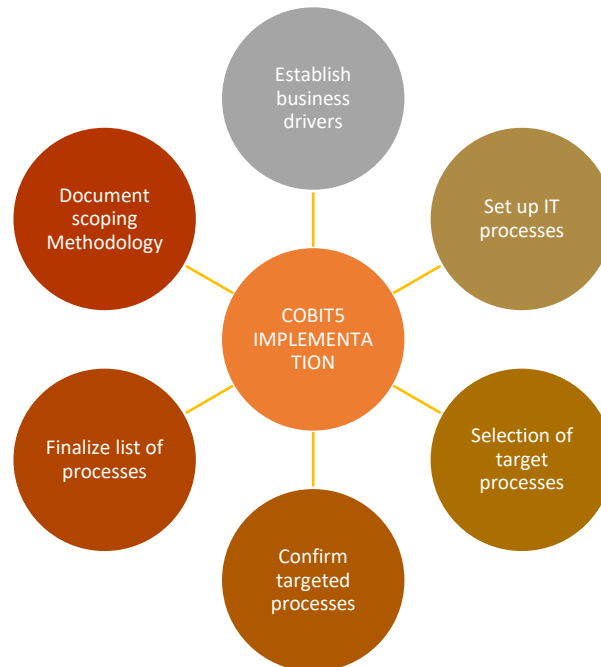 Establish
business
drivers
Document
scoping
Methodology
Set up IT
processes
COBIT5
IMPLEMENTA
TION
Finalize list of
processes
Selection of
target
processes
Confirm
targeted
processes